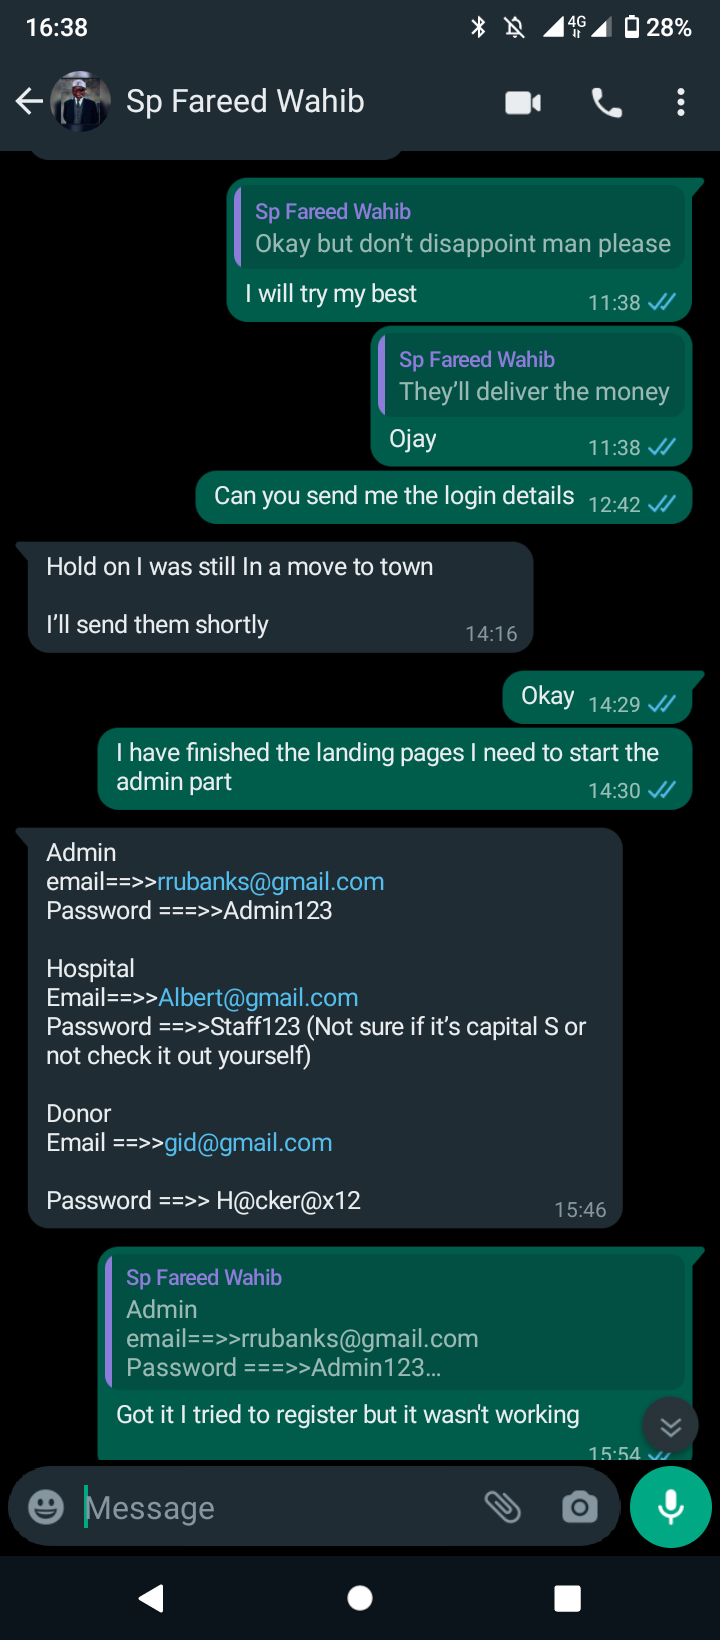 16:38
4G
28%
Sp Fareed Wahib
Sp Fareed Wahib
Okay but don’t disappoint man please
I will try my best
11:38
Sp Fareed Wahib
They’ll deliver the money
Ojay
11:38
Can you send me the login details
12:42
Hold on I was still In a move to town
I’ll send them shortly
14:16
Okay
14:29
I have finished the landing pages I need to start the
admin part
14:30
Admin
email==>>rrubanks@gmail.com
Password ===>>Admin123
Hospital
Email==>>Albert@gmail.com
Password ==>>Staff123 (Not sure if it’s capital S or
not check it out yourself)
Donor
Email ==>>gid@gmail.com
Password ==>> H@cker@x12
15:46
Sp Fareed Wahib
Admin
email==>>rrubanks@gmail.com
Password ===>>Admin123...
Got it I tried to register but it wasn't working
15:54
Message